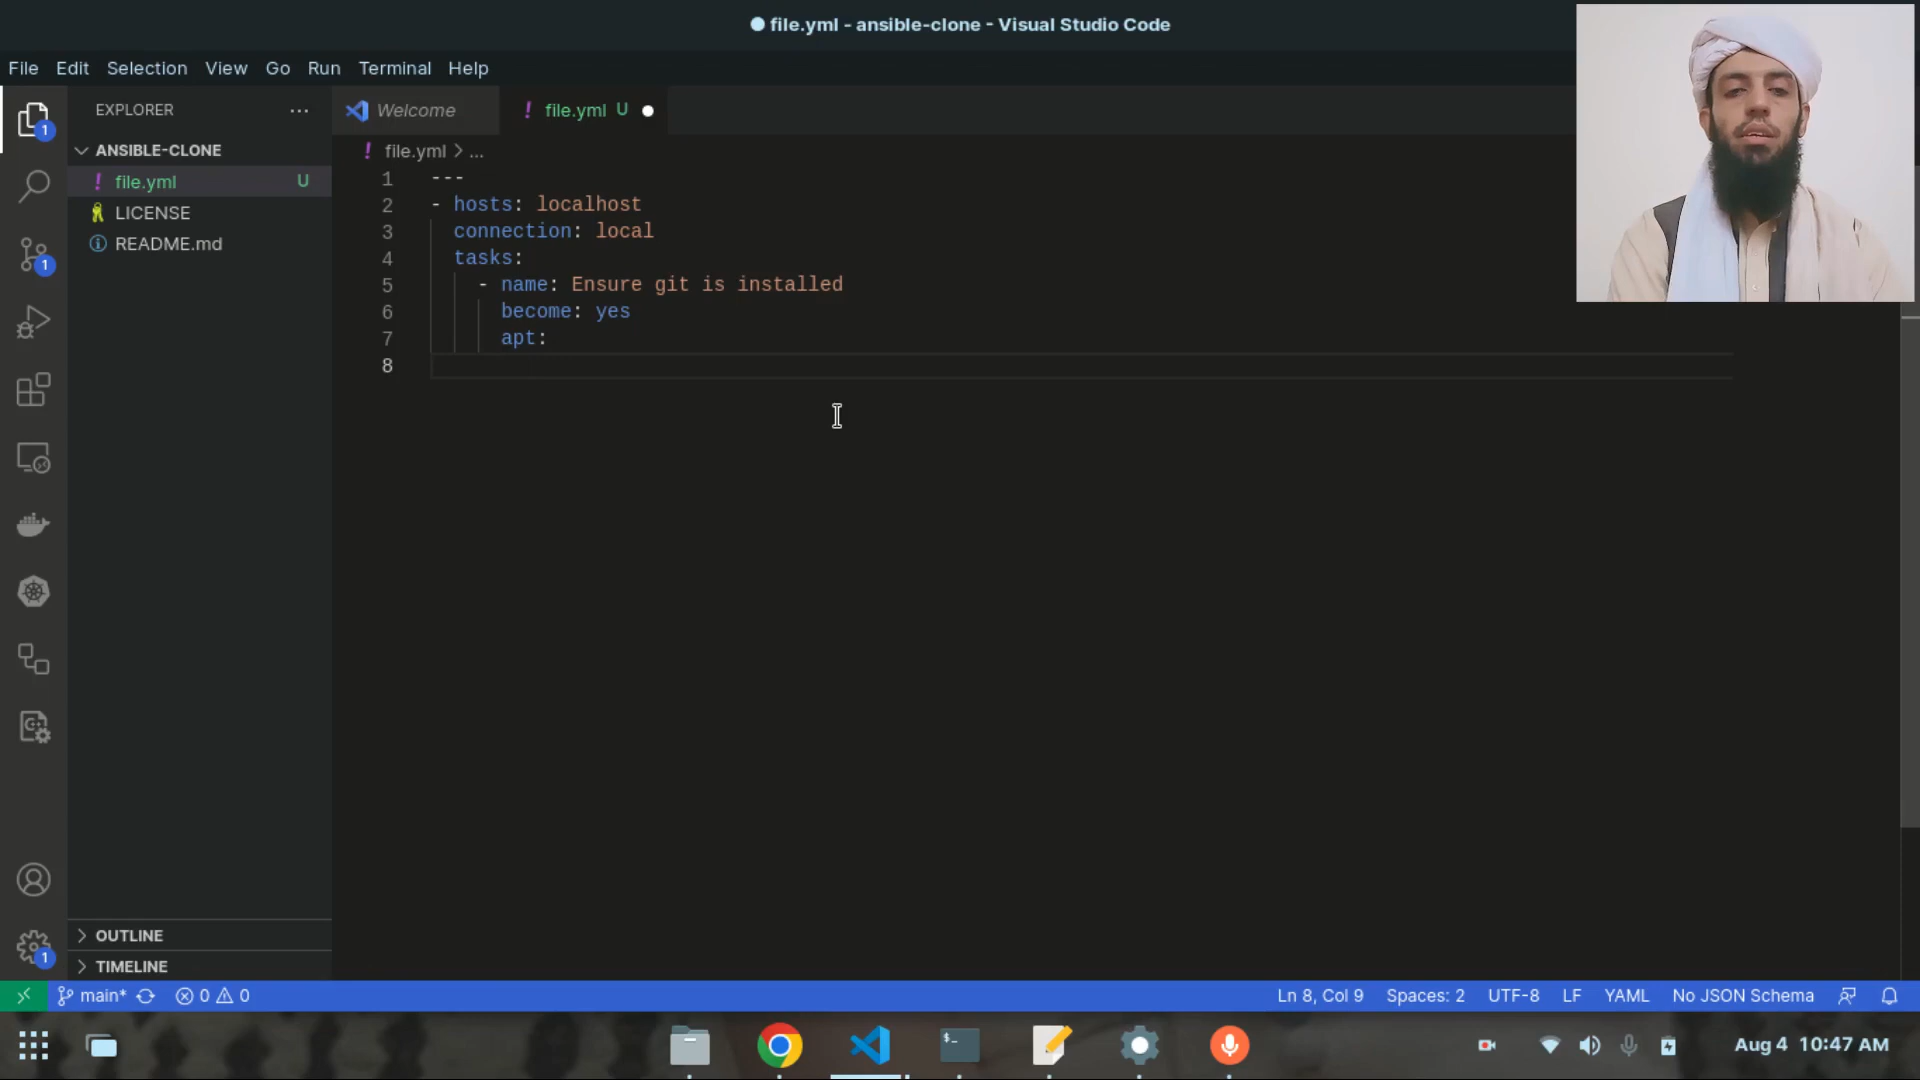 file.yml - ansible-clone - Visual Studio Code
File Edit Selection View Go Run Terminal Help
EXPLORER
Welcome
file.yml U
ANSIBLE-CLONE
file.yml > ...
file.yml U
LICENSE
README.md
1 ---
2 - hosts: localhost
3 connection: local
4 tasks:
5 - name: Ensure git is installed
6 become: yes
7 apt:
8
1
1
OUTLINE
1
TIMELINE
main* 0 0 Ln 8, Col 9 Spaces: 2 UTF-8 LF YAML No JSON Schema
$_
Aug 4 10:47 AM